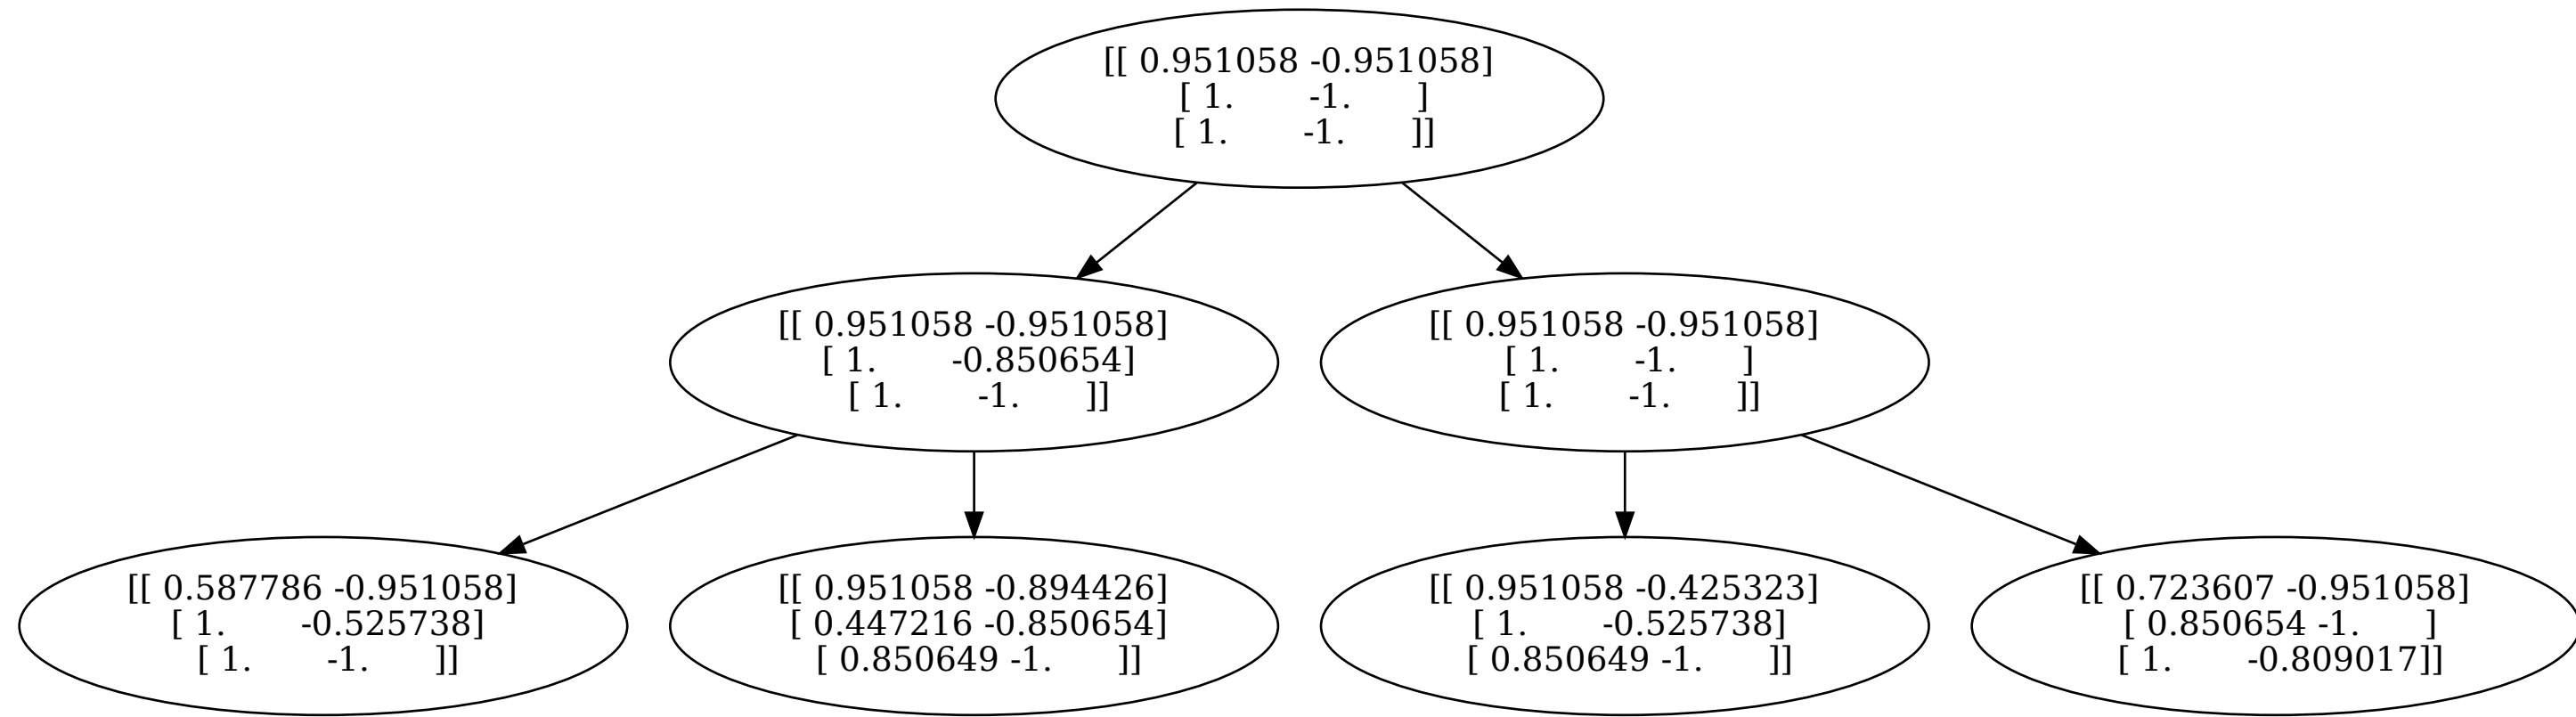 [[ 0.951058 -0.951058]
[ 1.       -1.      ]
[ 1.       -1.      ]]
[[ 0.951058 -0.951058]
[ 1.       -0.850654]
[ 1.       -1.      ]]
[[ 0.951058 -0.951058]
[ 1.       -1.      ]
[ 1.       -1.      ]]
[[ 0.587786 -0.951058]
[ 1.       -0.525738]
[ 1.       -1.      ]]
[[ 0.951058 -0.894426]
[ 0.447216 -0.850654]
[ 0.850649 -1.      ]]
[[ 0.951058 -0.425323]
[ 1.       -0.525738]
[ 0.850649 -1.      ]]
[[ 0.723607 -0.951058]
[ 0.850654 -1.      ]
[ 1.       -0.809017]]